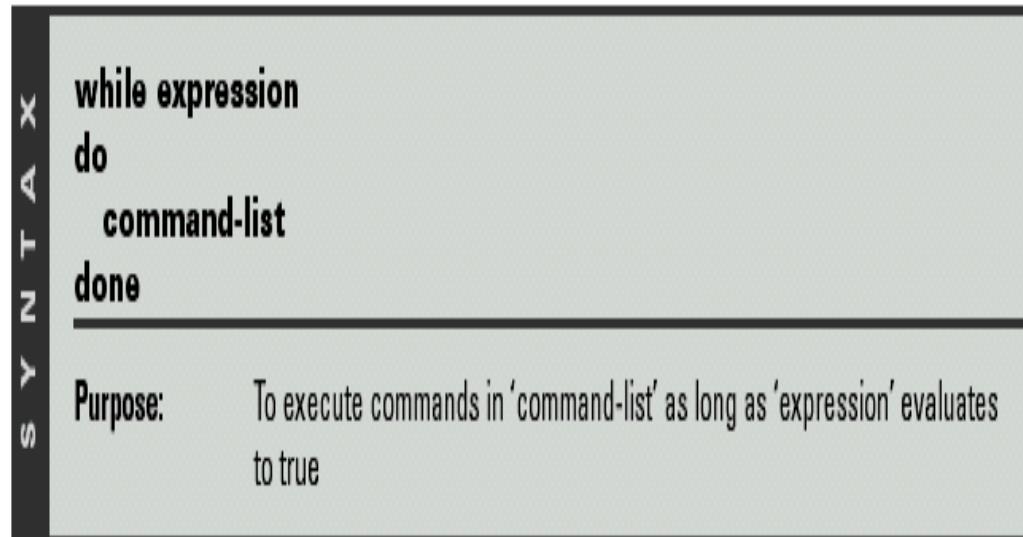 SYNTAX
while expression
do
command-list
done
Purpose: To execute commands in ‘command-list’ as long as ‘expression’ evaluates
to true